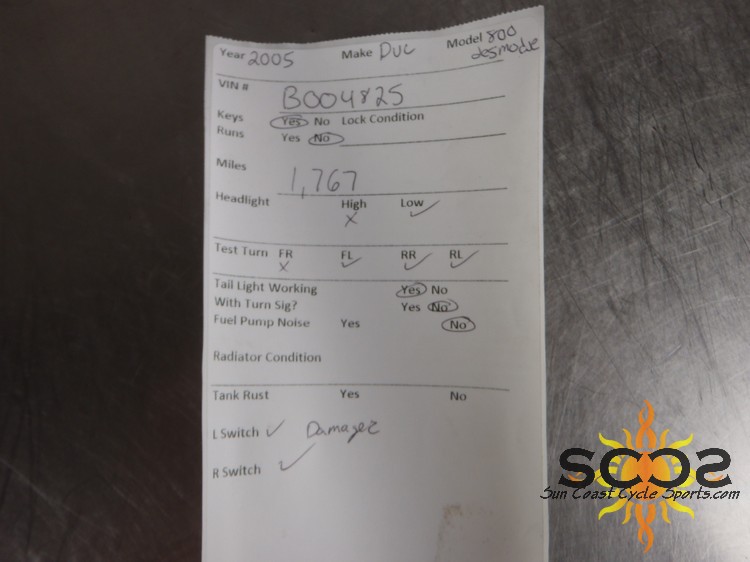 Year 2005 Make Duc Model 800
desmodue
VIN # B004825
Keys Yes No Lock Condition
Runs Yes No
Miles 1,767
Headlight High Low
Test Turn FR FL RR RL
Tail Light Working Yes No
With Turn Sig? Yes No
Fuel Pump Noise Yes No
Radiator Condition
Tank Rust Yes No
L Switch Damaged
R Switch
SCCS
Sun Coast Cycle Sports.com